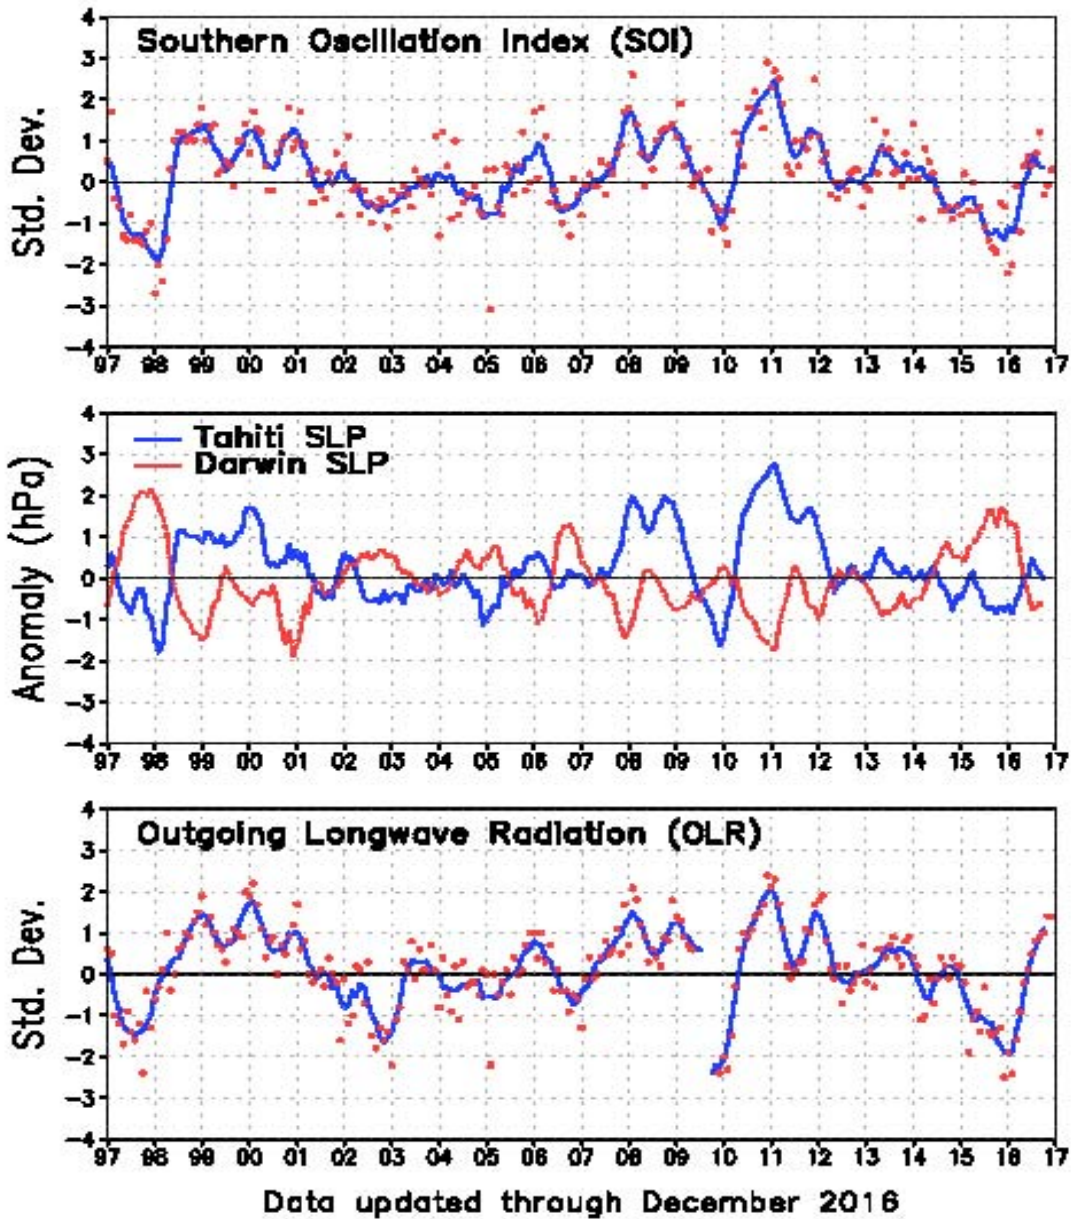 Southern Oscillation Index (SOI)
Std. Dev.
4
3
2
1
0
−1
−2
−3
−4
97 98 99 00 01 02 03 04 05 06 07 08 09 10 11 12 13 14 15 16 17
Tahiti SLP
Darwin SLP
Anomaly (hPa)
4
3
2
1
0
−1
−2
−3
−4
97 98 99 00 01 02 03 04 05 06 07 08 09 10 11 12 13 14 15 16 17
Outgoing Longwave Radiation (OLR)
Std. Dev.
4
3
2
1
0
−1
−2
−3
−4
97 98 99 00 01 02 03 04 05 06 07 08 09 10 11 12 13 14 15 16 17
Data updated through December 2016